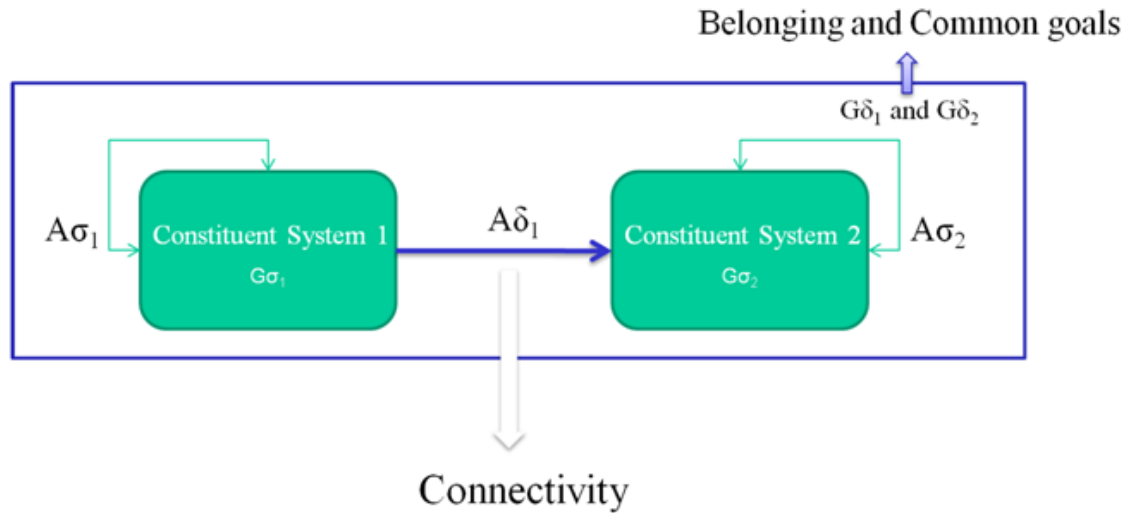 Belonging and Common goals
Gδ₁ and Gδ₂
Aσ₁
Constituent System 1
Gσ₁
Aδ₁
Constituent System 2
Gσ₂
Aσ₂
Connectivity